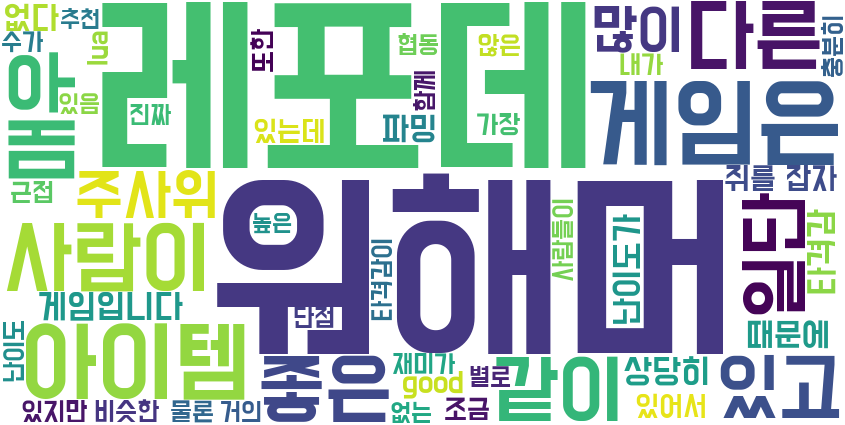 없다 추천
수가
lua
있음
진짜
레포데
또한
협동
함께
않은
많이
다른
내가
충분히
와
맵
있는데
파밍
가장
게임은
근접
주사위
쥐를 잡자
사람이
높은
워해머
사람들이
난이도가
일단
타격감
게임입니다
타격감이
단점
때문에
난이도
아이템
좋은
재미가
good
별로
같이
상당히
있고
있지만 비슷한
물론 거의
없는
조금
있어서